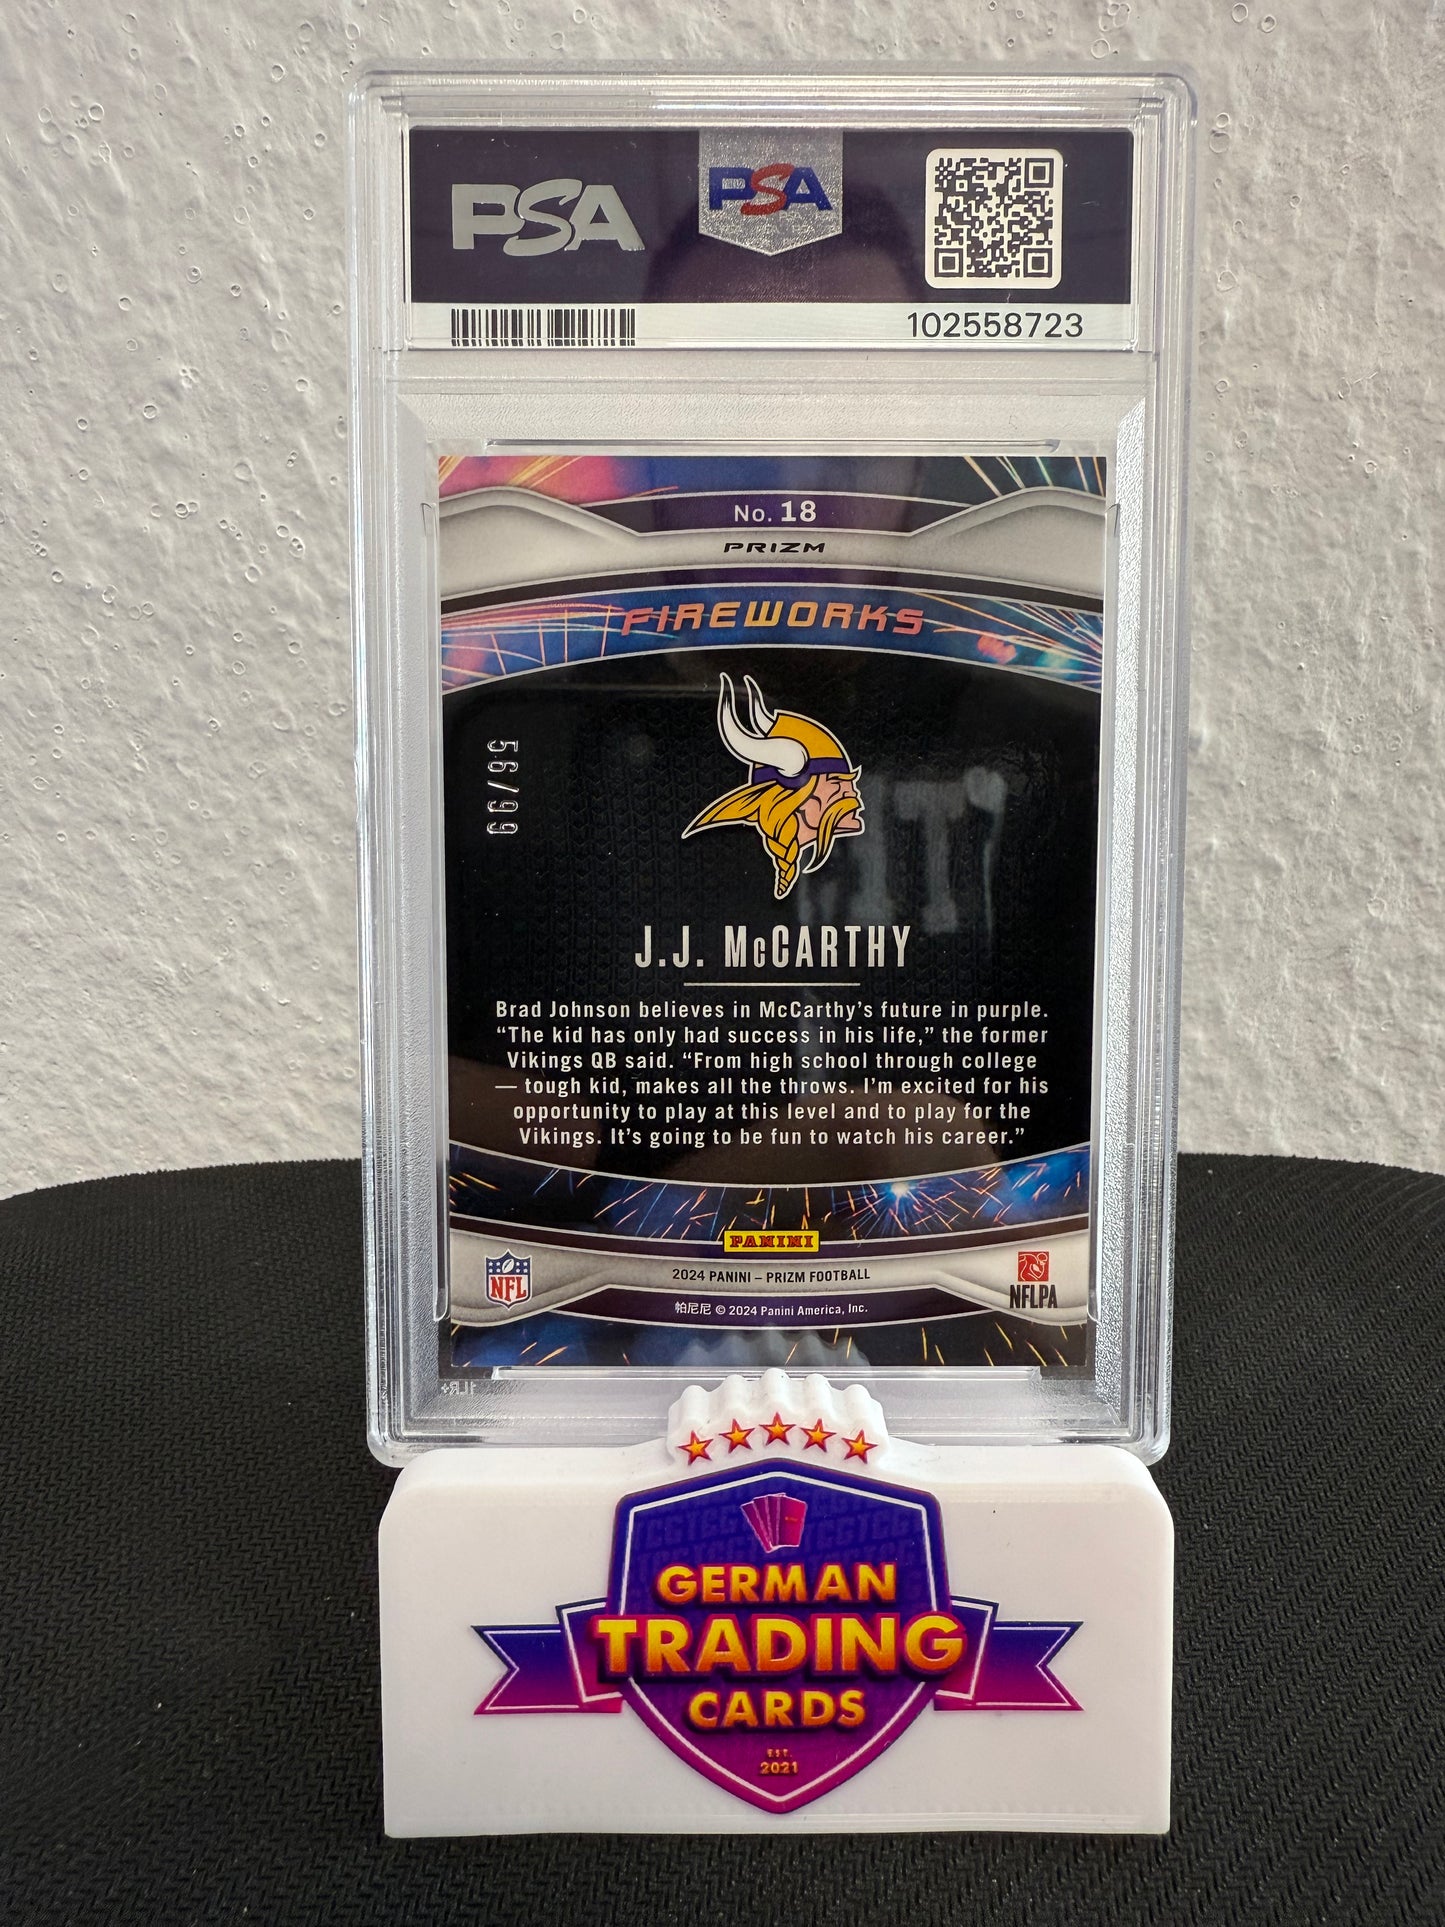 PSA
PSA
102558723
No. 18
PRIZM
FIREWORKS
56/99
J.J. McCARTHY
Brad Johnson believes in McCarthy's future in purple.
“The kid has only had success in his life,” the former
Vikings QB said. “From high school through college
— tough kid, makes all the throws. I'm excited for his
opportunity to play at this level and to play for the
Vikings. It's going to be fun to watch his career.”
PANINI
NFL
2024 PANINI – PRIZM FOOTBALL
NFLPA
帕尼尼 © 2024 Panini America, Inc.
GERMAN
TRADING
CARDS
EST.
2021